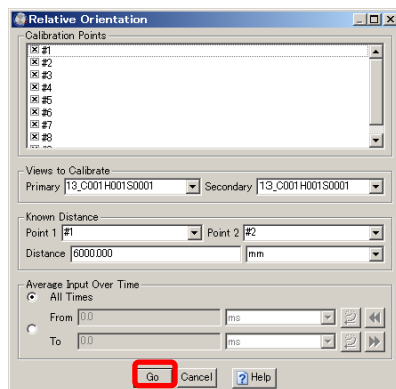 Relative Orientation
Calibration Points
#1
#2
#3
#4
#5
#6
#7
#8
Views to Calibrate
Primary 13_C001H001S0001 Secondary 13_C001H001S0001
Known Distance
Point 1 #1 Point 2 #2
Distance 6000.000 mm
Average Input Over Time
All Times
From 0.0 ms
To 0.0 ms
Go Cancel Help